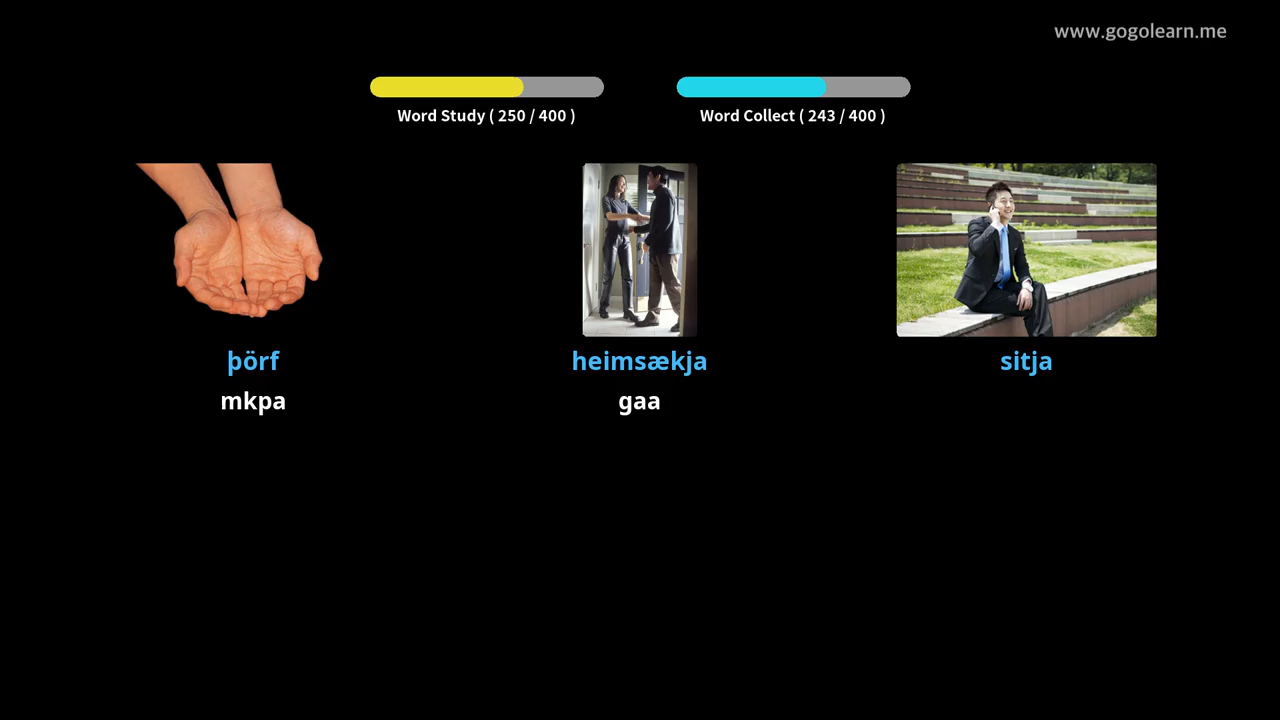 www.gogolearn.me
Word Study ( 250 / 400 )
Word Collect ( 243 / 400 )
þörf
heimsækja
sitja
mkpa
gaa